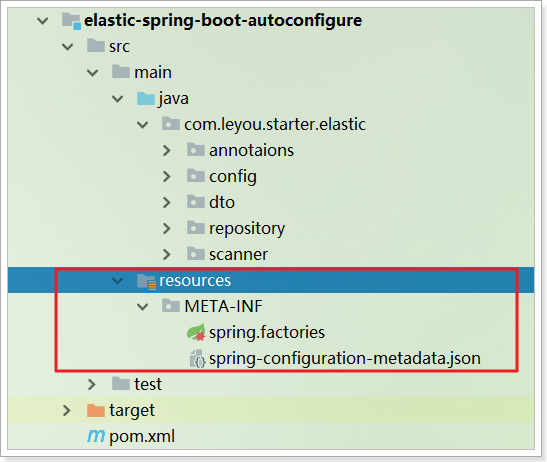 elastic-spring-boot-autoconfigure
src
main
java
com.leyou.starter.elastic
annotaions
config
dto
repository
scanner
resources
META-INF
spring.factories
spring-configuration-metadata.json
test
target
pom.xml